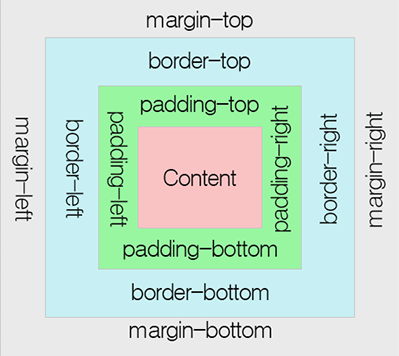 margin-top
border-top
padding-top
margin-left
border-left
padding-left
Content
padding-right
border-right
margin-right
padding-bottom
border-bottom
margin-bottom